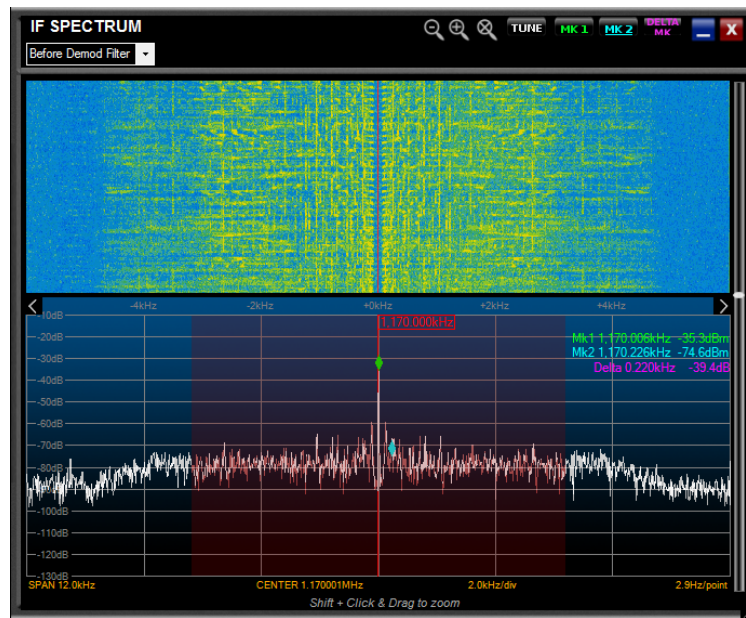 IF SPECTRUM
TUNE MK 1 MK 2 DELTA MK X
Before Demod Filter
-4kHz -2kHz +0kHz +2kHz +4kHz
1,170.000kHz
Mk1 1,170.006kHz -35.3dBm
Mk2 1,170.226kHz -74.6dBm
Delta 0.220kHz -39.4dB
-10dB
-20dB
-30dB
-40dB
-50dB
-60dB
-70dB
-80dB
-90dB
-100dB
-110dB
-120dB
-130dB
SPAN 12.0kHz CENTER 1.170001MHz 2.0kHz/div 2.9Hz/point
Shift + Click & Drag to zoom